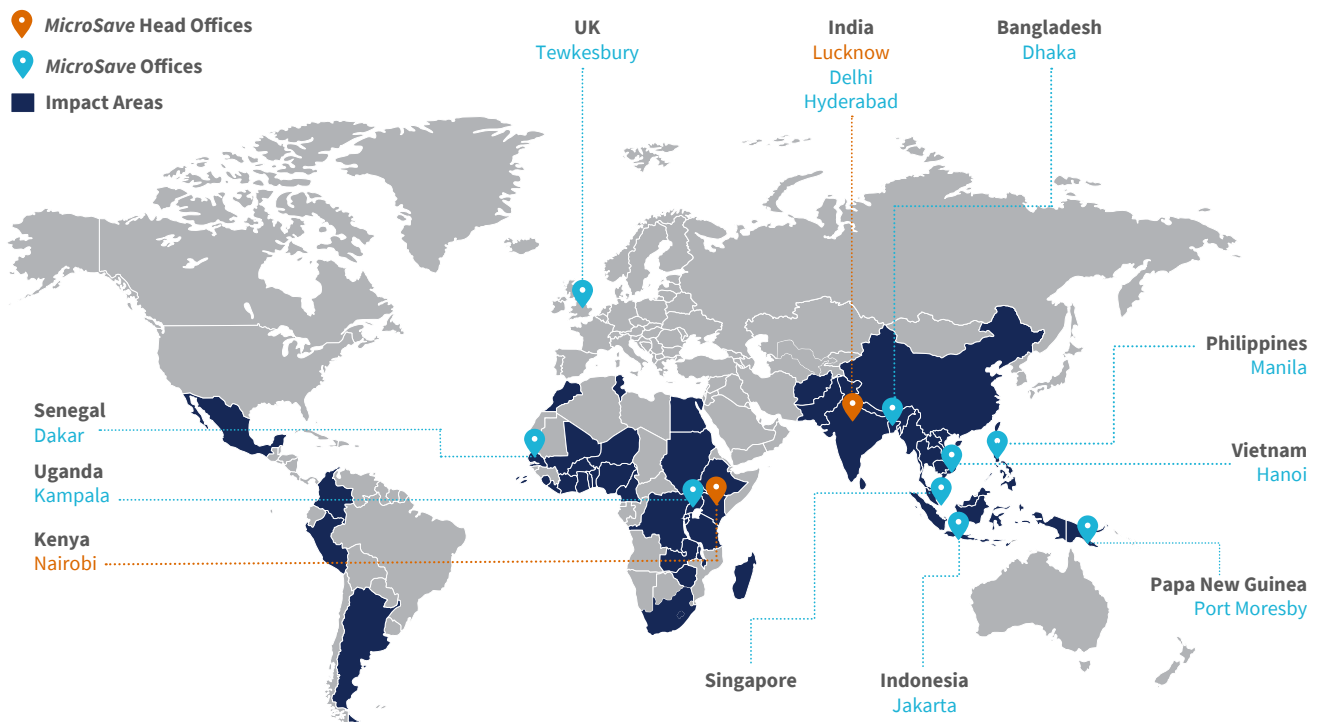 MicroSave Head Offices
MicroSave Offices
Impact Areas
UK
Tewkesbury
India
Lucknow
Delhi
Hyderabad
Bangladesh
Dhaka
Philippines
Manila
Senegal
Dakar
Vietnam
Hanoi
Uganda
Kampala
Kenya
Nairobi
Papa New Guinea
Port Moresby
Singapore
Indonesia
Jakarta